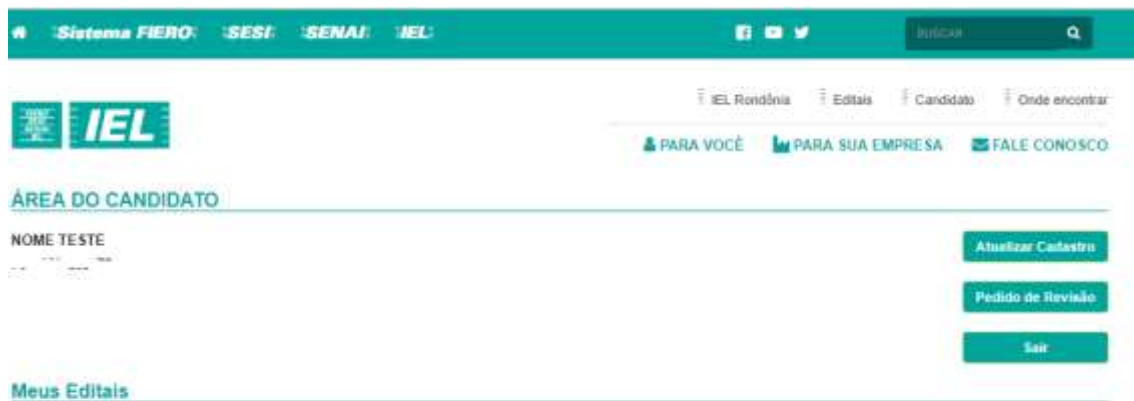 Sistema FIERO SESI SENAI IEL BUSCAR
IEL Rondônia Editais Candidato Onde encontrar
IEL
PARA VOCÊ PARA SUA EMPRESA FALE CONOSCO
ÁREA DO CANDIDATO
NOME TESTE
Atualizar Cadastro
Pedido de Revisão
Sair
Meus Editais